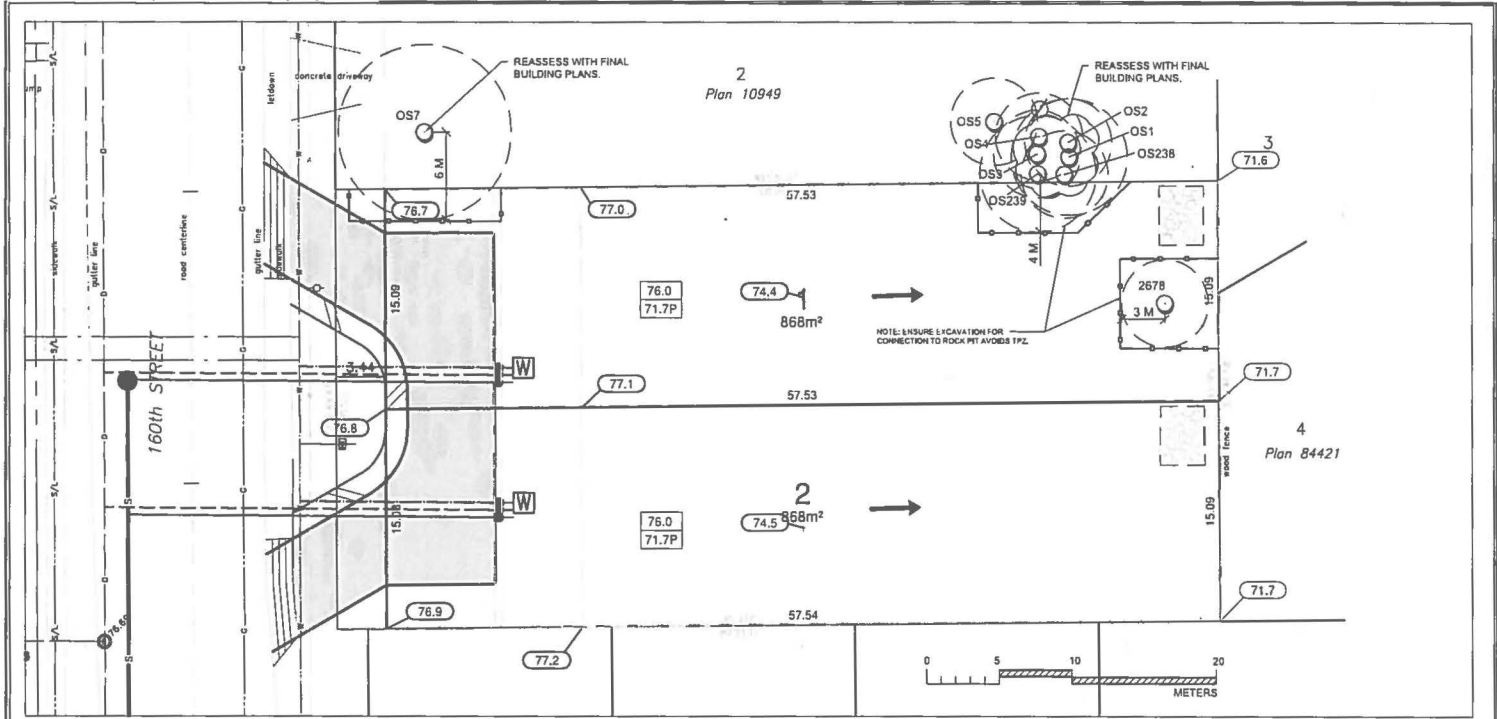 S/L
S/L
S/L
S/L
S/L
S/L
sidewalk
gutter line
D
D
D
D
road centerline
160th STREET
S
S
S
G
G
G
G
gutter line
letdown
concrete driveway
W
W
W
W
OS7
REASSESS WITH FINAL
BUILDING PLANS.
6 M
2
Plan 10949
REASSESS WITH FINAL
BUILDING PLANS.
OS5
OS4
OS3
OS239
OS2
OS1
OS238
3
71.6
76.7
77.0
57.53
4 M
15.09
76.0
71.7P
74.4
868m²
NOTE: ENSURE EXCAVATION FOR
CONNECTION TO ROCK PIT AVOIDS TPZ.
2678
3 M
15.09
3.44
W
77.1
57.53
71.7
76.8
4
Plan 84421
wood fence
2
868m²
76.0
71.7P
74.5
W
15.08
15.09
76.9
57.54
71.7
77.2
0
5
10
20
METERS